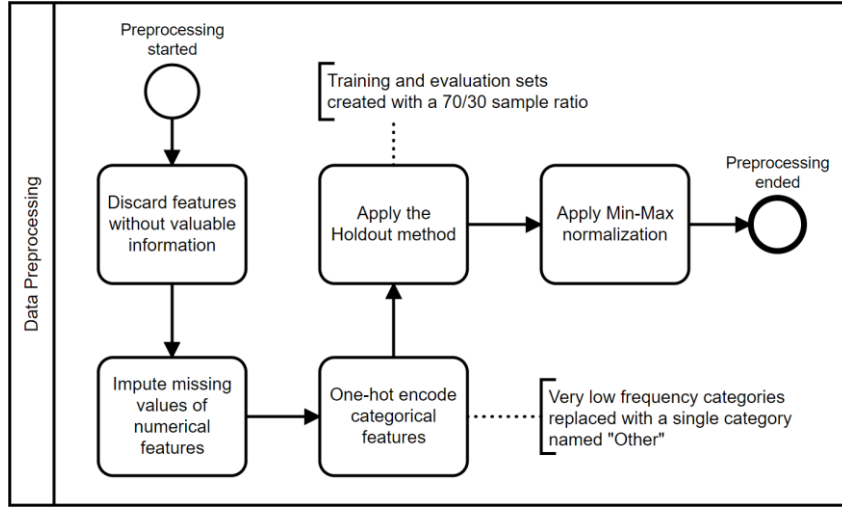 Data Preprocessing
Preprocessing
started
Discard features
without valuable
information
Impute missing
values of
numerical
features
One-hot encode
categorical
features
Very low frequency categories
replaced with a single category
named "Other"
Apply the
Holdout method
Training and evaluation sets
created with a 70/30 sample ratio
Apply Min-Max
normalization
Preprocessing
ended